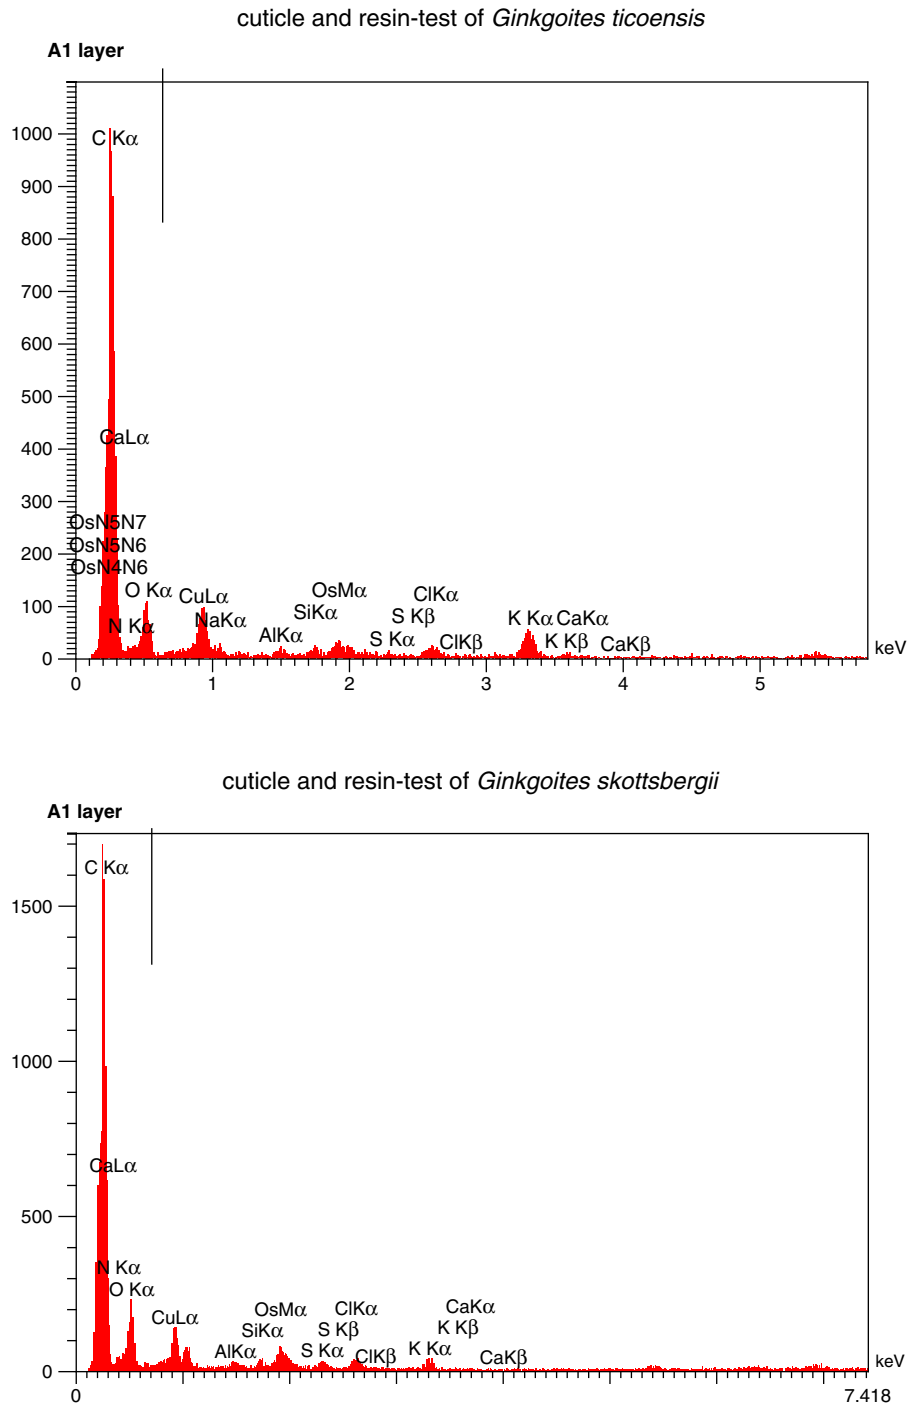 cuticle and resin-test of Ginkgoites ticoensis
A1 layer
1000
C Kα
900
800
700
600
500
CaLα
400
300
OsN5N7
OsN5N6
200
OsN4N6
O Kα
CuLα
OsMα
ClKα
100
N Kα
NaKα
SiKα
S Kβ
K Kα
CaKα
AlKα
S Kα
ClKβ
K Kβ
CaKβ
0
keV
0 1 2 3 4 5
cuticle and resin-test of Ginkgoites skottsbergii
A1 layer
C Kα
1500
1000
CaLα
500
N Kα
O Kα
CuLα
OsMα
ClKα
CaKα
SiKα
S Kβ
K Kβ
AlKα
S Kα
ClKβ
K Kα
CaKβ
0
keV
0 7.418